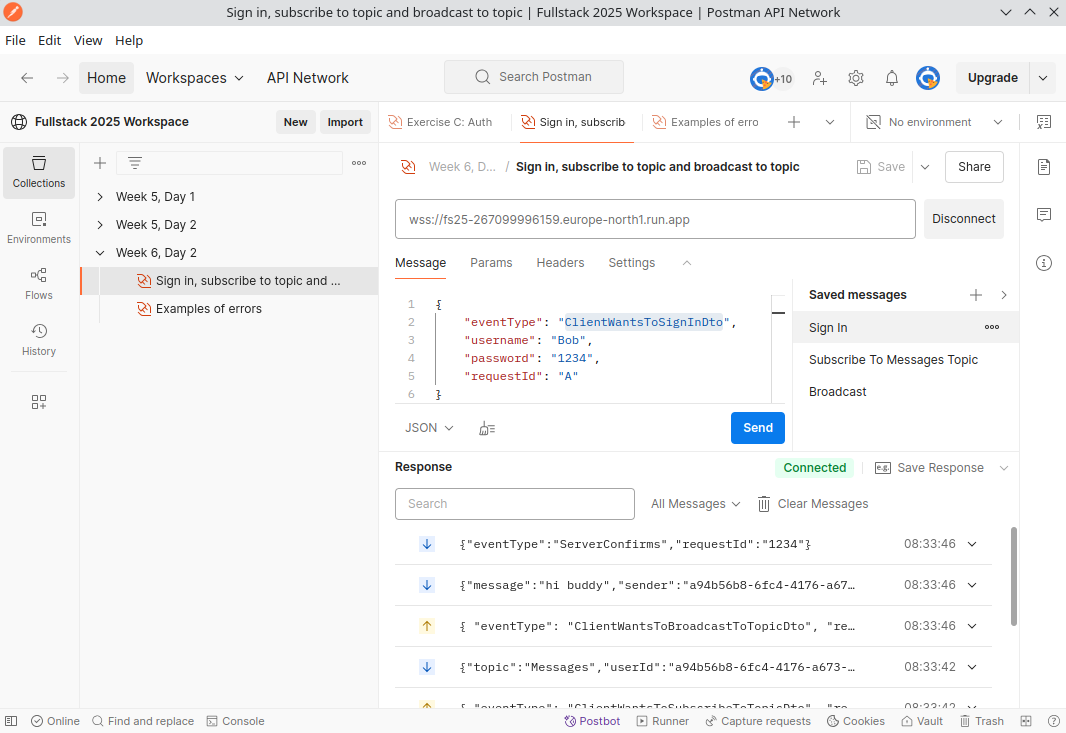 Sign in, subscribe to topic and broadcast to topic | Fullstack 2025 Workspace | Postman API Network
File Edit View Help
Home Workspaces API Network Search Postman +10 Upgrade
Fullstack 2025 Workspace New Import
Exercise C: Auth Sign in, subscrib Examples of erro No environment
Collections
Environments
Flows
History
Week 5, Day 1
Week 5, Day 2
Week 6, Day 2
Sign in, subscribe to topic and ...
Examples of errors
Week 6, D... / Sign in, subscribe to topic and broadcast to topic Save Share
wss://fs25-267099996159.europe-north1.run.app Disconnect
Message Params Headers Settings
1 {
2 "eventType": "ClientWantsToSignInDto",
3 "username": "Bob",
4 "password": "1234",
5 "requestId": "A"
6 }
JSON Send
Saved messages
Sign In
Subscribe To Messages Topic
Broadcast
Response Connected e.g. Save Response
Search All Messages Clear Messages
{"eventType":"ServerConfirms","requestId":"1234"} 08:33:46
{"message":"hi buddy","sender":"a94b56b8-6fc4-4176-a67… 08:33:46
{ "eventType": "ClientWantsToBroadcastToTopicDto", "re… 08:33:46
{"topic":"Messages","userId":"a94b56b8-6fc4-4176-a673-… 08:33:42
{ "eventType": "ClientWantsToSubscribeToTopicDto", "re… 08:33:42
Online Find and replace Console Postbot Runner Capture requests Cookies Vault Trash